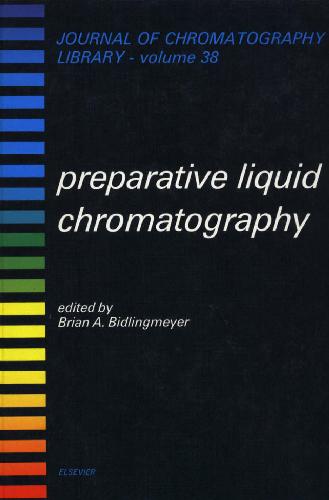 JOURNAL OF CHROMATOGRAPHY
LIBRARY - volume 38
preparative liquid
chromatography
edited by
Brian A. Bidlingmeyer
ELSEVIER